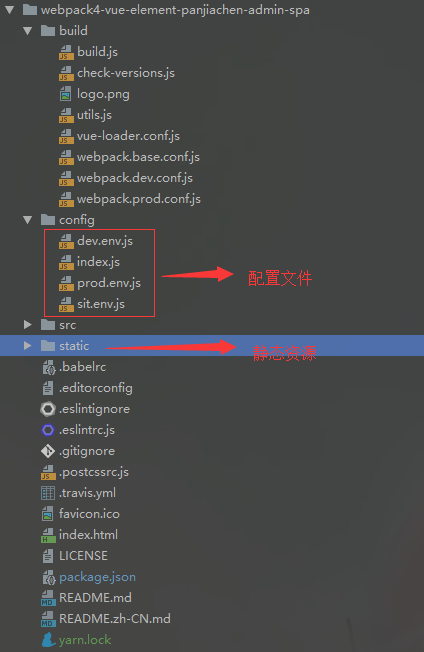 webpack4-vue-element-panjiachen-admin-spa
build
build.js
check-versions.js
logo.png
utils.js
vue-loader.conf.js
webpack.base.conf.js
webpack.dev.conf.js
webpack.prod.conf.js
config
dev.env.js
index.js
prod.env.js
sit.env.js
配置文件
src
static
静态资源
.babelrc
.editorconfig
.eslintignore
.eslintrc.js
.gitignore
.postcssrc.js
.travis.yml
favicon.ico
index.html
LICENSE
package.json
README.md
README.zh-CN.md
yarn.lock